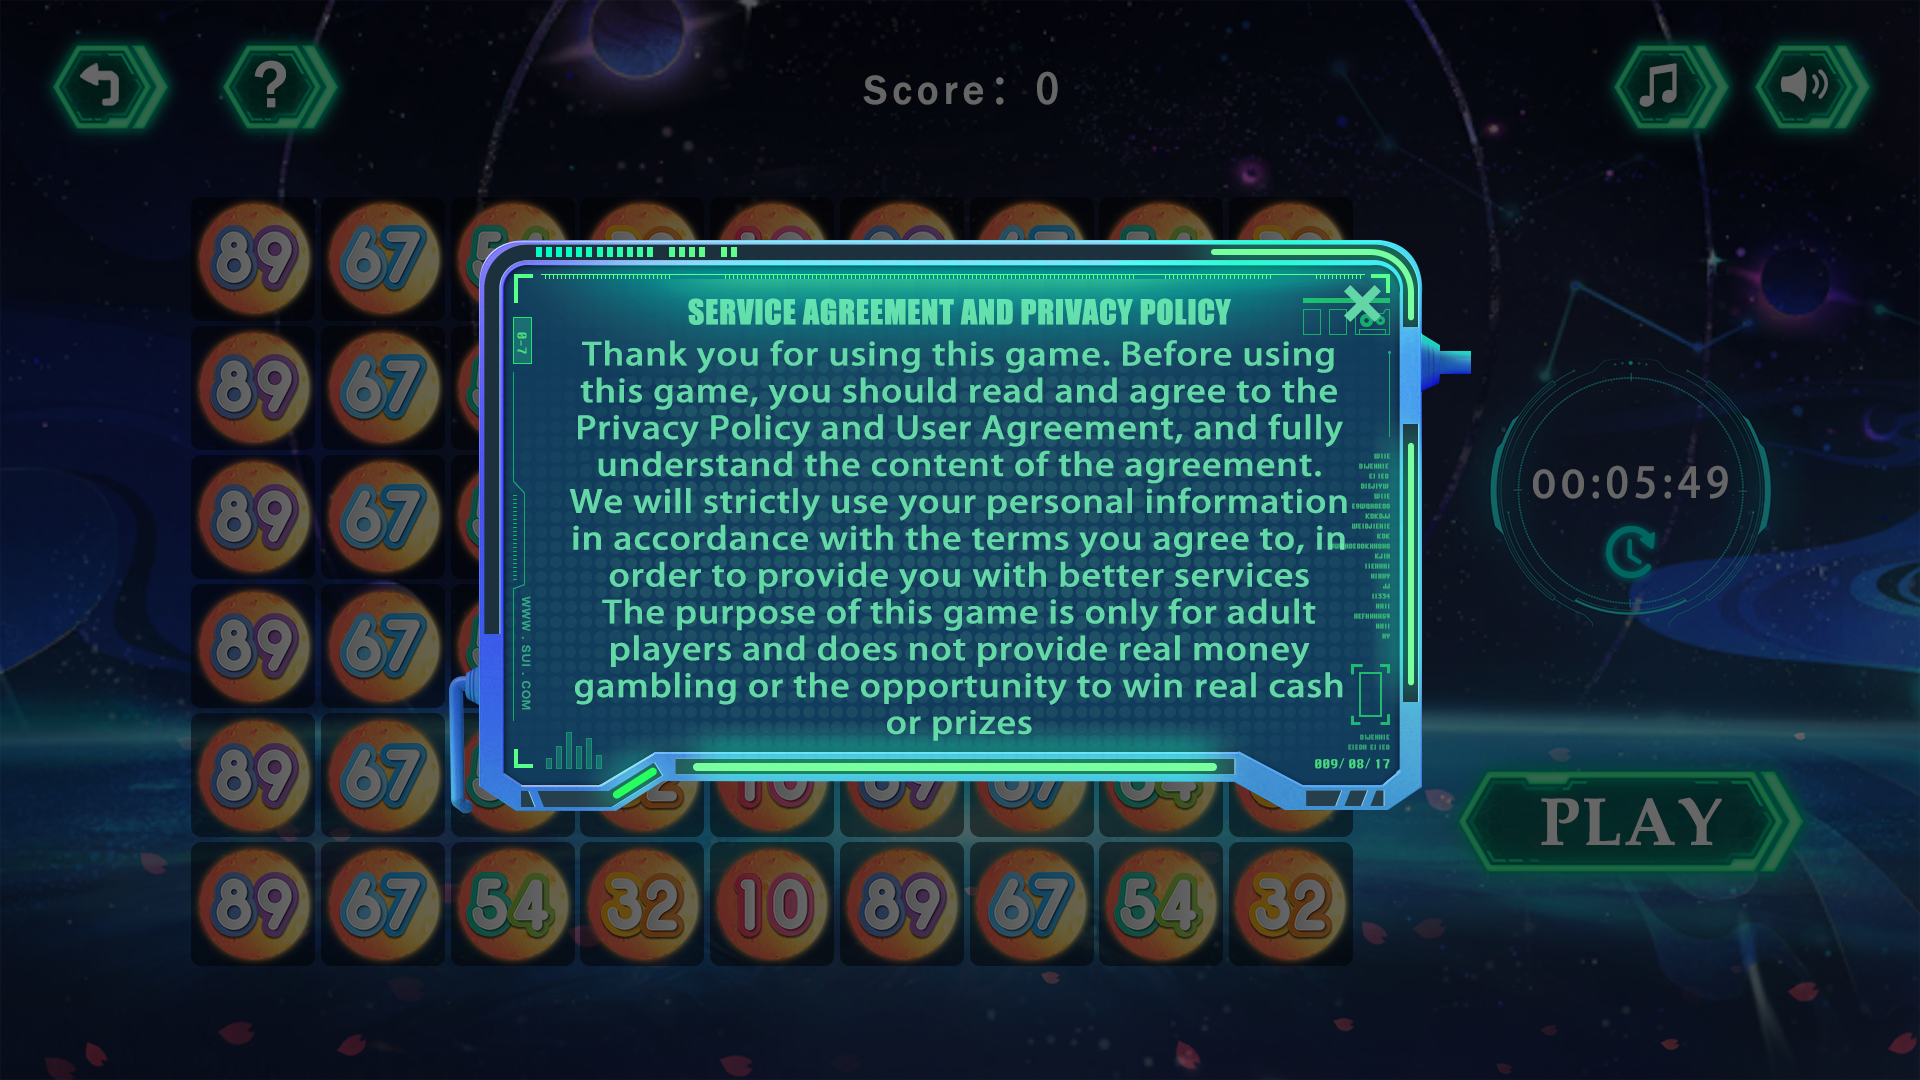 Score: 0
89 67
SERVICE AGREEMENT AND PRIVACY POLICY
Thank you for using this game. Before using
this game, you should read and agree to the
Privacy Policy and User Agreement, and fully
understand the content of the agreement.
We will strictly use your personal information
in accordance with the terms you agree to, in
order to provide you with better services
The purpose of this game is only for adult
players and does not provide real money
gambling or the opportunity to win real cash
or prizes
0-7
WWW.SUI.COM
009/08/17
00:05:49
PLAY
89 67
89 67
89 67
89 67 10 89 67 54
89 67 54 32 10 89 67 54 32